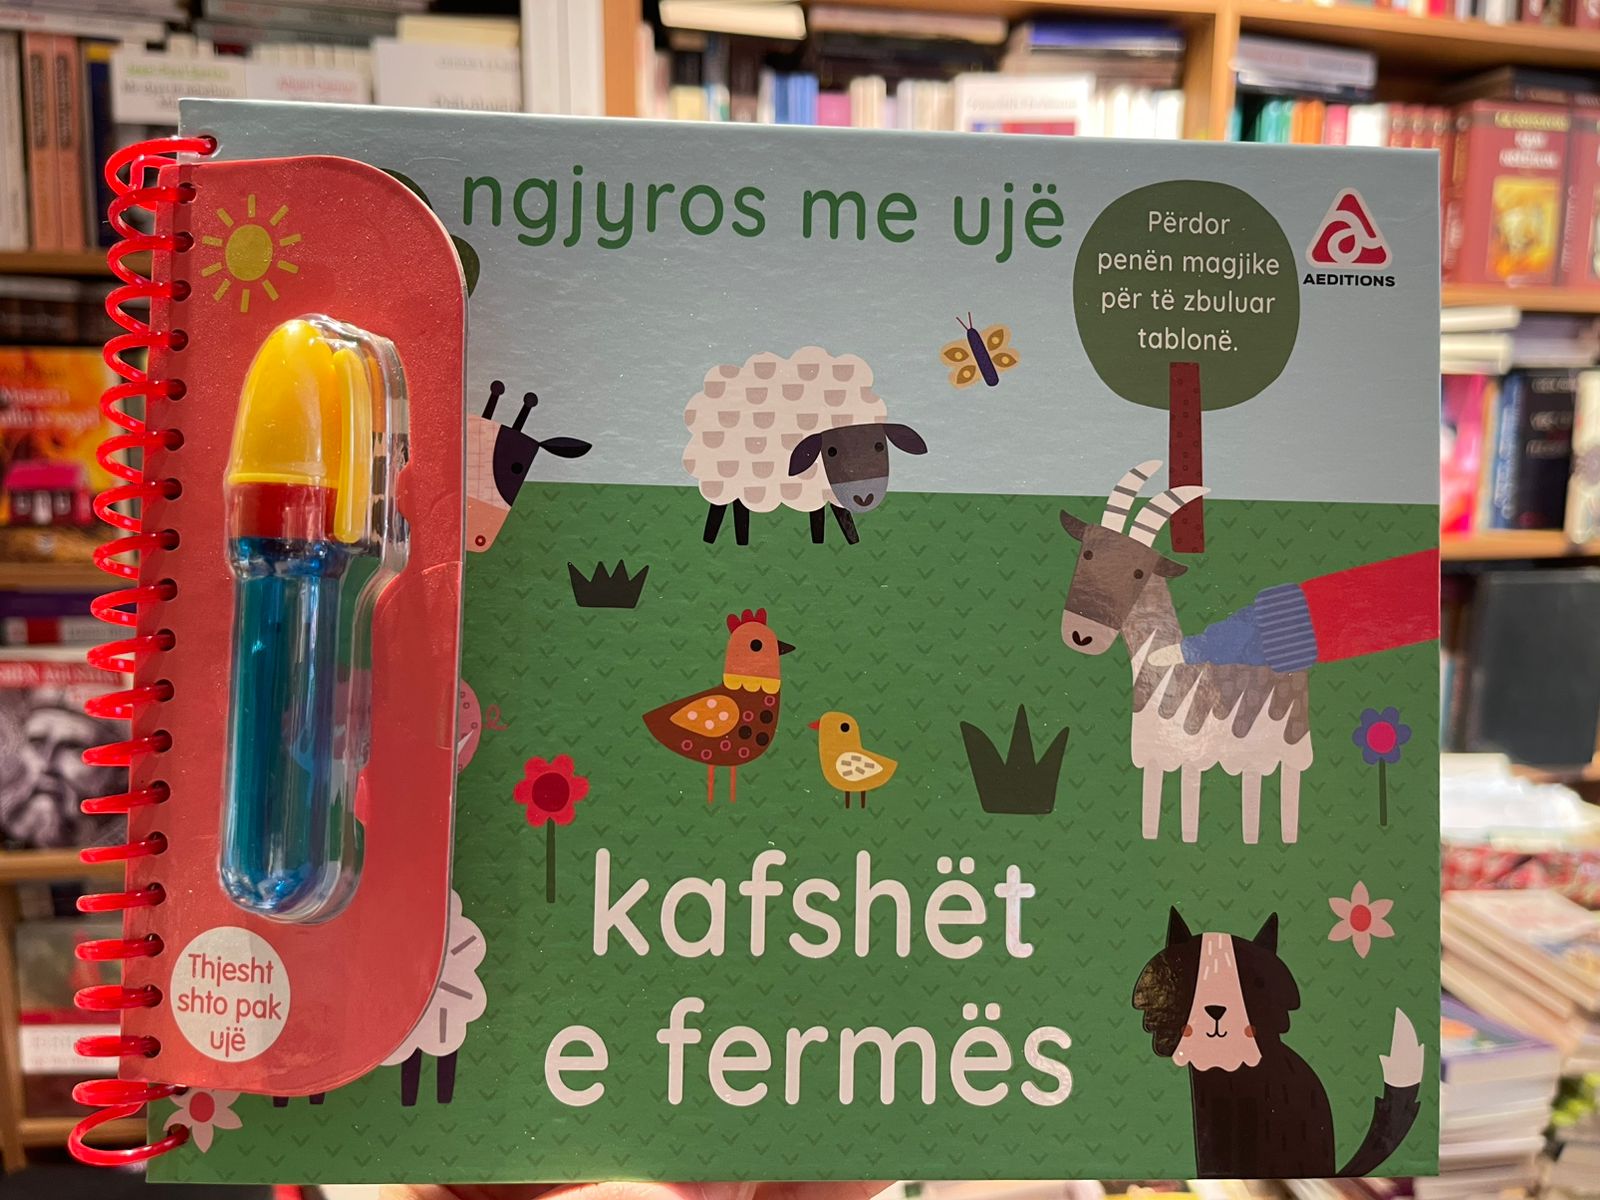 ngjyros me ujë
Përdor
penën magjike
për të zbuluar
tablonë.
AEDITIONS
kafshët
e fermës
Thjesht
shto pak
ujë